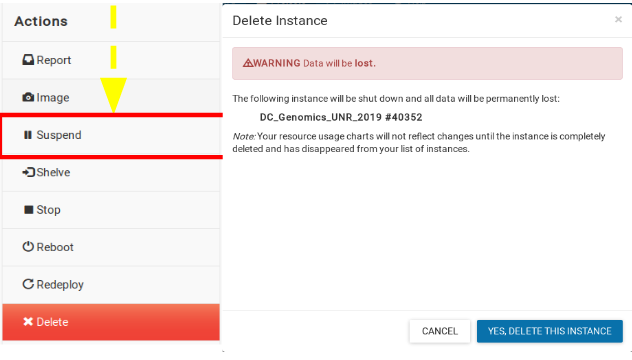 Actions
Report
Image
Suspend
Shelve
Stop
Reboot
Redeploy
Delete
Delete Instance
×
WARNING Data will be lost.
The following instance will be shut down and all data will be permanently lost:
DC_Genomics_UNR_2019 #40352
Note: Your resource usage charts will not reflect changes until the instance is completely
deleted and has disappeared from your list of instances.
CANCEL
YES, DELETE THIS INSTANCE